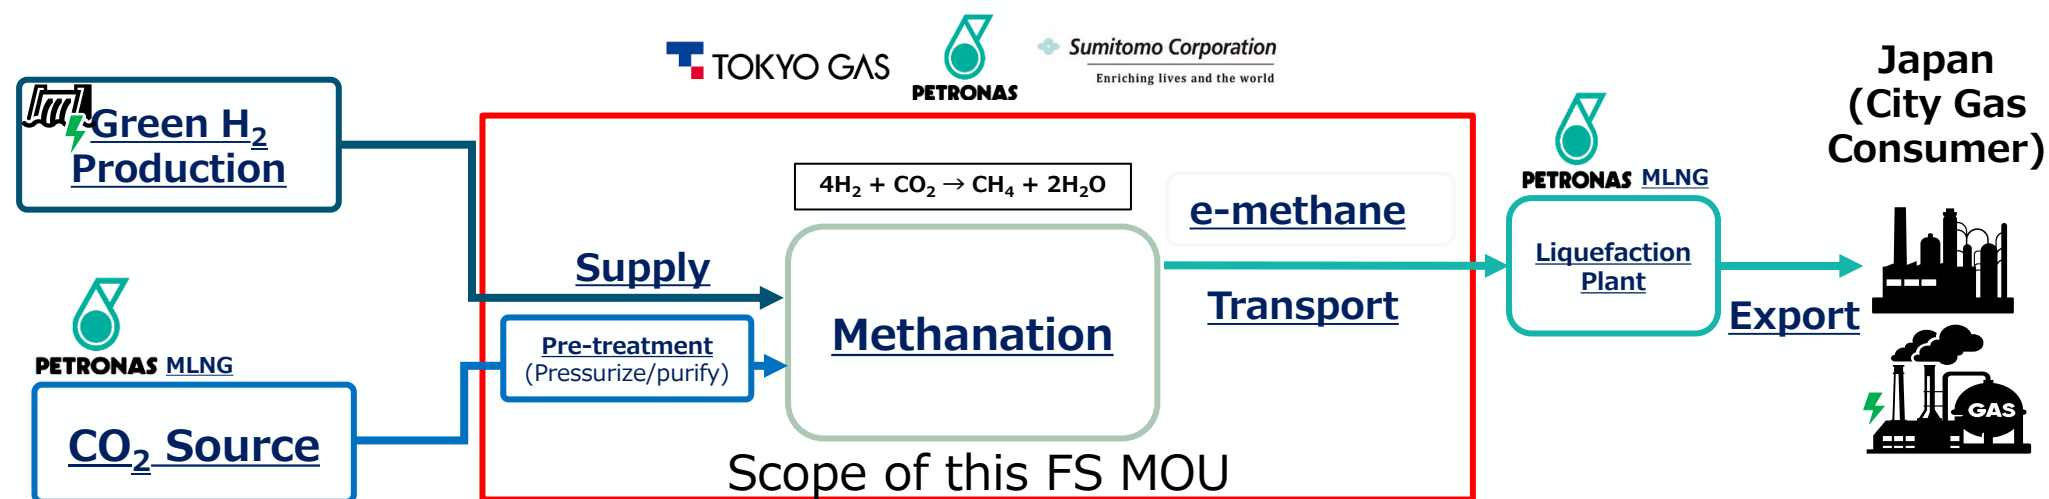 TOKYO GAS
PETRONAS
Sumitomo Corporation
Enriching lives and the world
Green H₂
Production
PETRONAS MLNG
CO₂ Source
Supply
Pre-treatment
(Pressurize/purify)
4H₂ + CO₂ → CH₄ + 2H₂O
Methanation
e-methane
Transport
Scope of this FS MOU
PETRONAS MLNG
Liquefaction
Plant
Export
Japan
(City Gas
Consumer)
GAS